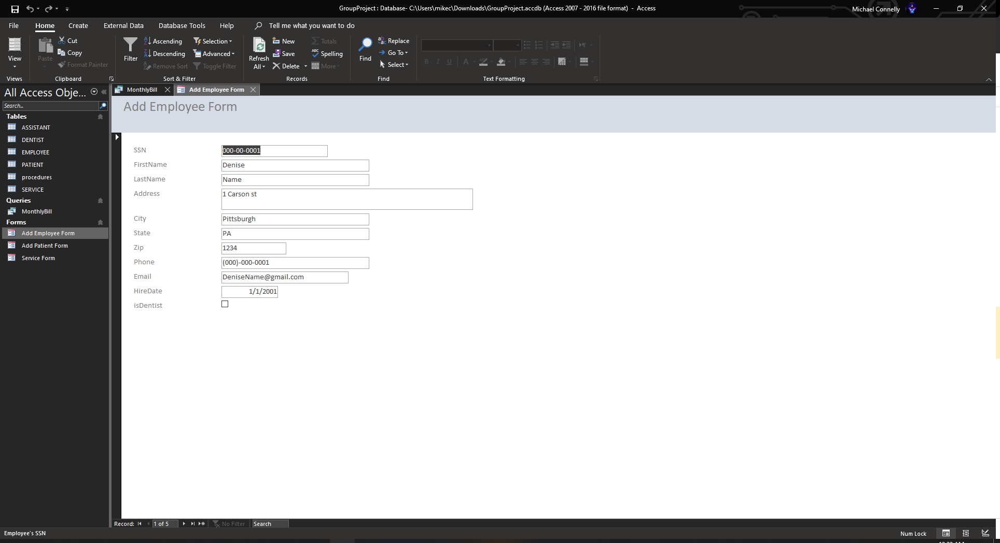 GroupProject : Database- C:\Users\mikec\Downloads\GroupProject.accdb (Access 2007 - 2016 file format)  -  Access
Michael Connelly
File Home Create External Data Database Tools Help Tell me what you want to do
View
Views
Paste
Cut
Copy
Format Painter
Clipboard
Filter
Ascending
Descending
Remove Sort
Selection
Advanced
Toggle Filter
Sort & Filter
Refresh
All
New
Save
Delete
Totals
Spelling
More
Records
Find
Replace
Go To
Select
Find
B I U A
Text Formatting
All Access Obje...
Search...
Tables
ASSISTANT
DENTIST
EMPLOYEE
PATIENT
procedures
SERVICE
Queries
MonthlyBill
Forms
Add Employee Form
Add Patient Form
Service Form
MonthlyBill
Add Employee Form
Add Employee Form
SSN 000-00-0001
FirstName Denise
LastName Name
Address 1 Carson st
City Pittsburgh
State PA
Zip 1234
Phone (000)-000-0001
Email DeniseName@gmail.com
HireDate 1/1/2001
isDentist
Record: 1 of 5 No Filter Search
Employee's SSN
Num Lock